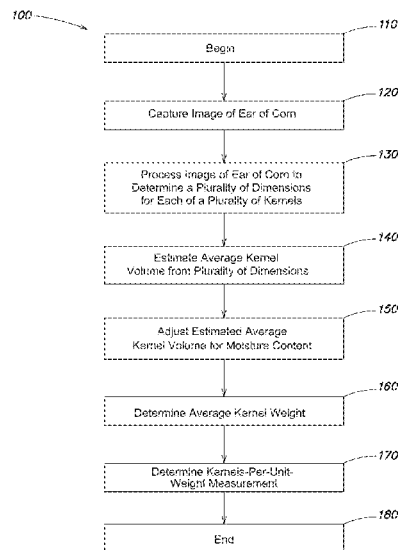 100
110
Begin
120
Capture Image of Ear of Corn
130
Process Image of Ear of Corn to
Determine a Plurality of Dimensions
for Each of a Plurality of Kernels
140
Estimate Average Kernel
Volume from Plurality of Dimensions
150
Adjust Estimated Average
Kernel Volume for Moisture Content
160
Determine Average Kernel Weight
170
Determine Kernels-Per-Unit-
Weight Measurement
180
End